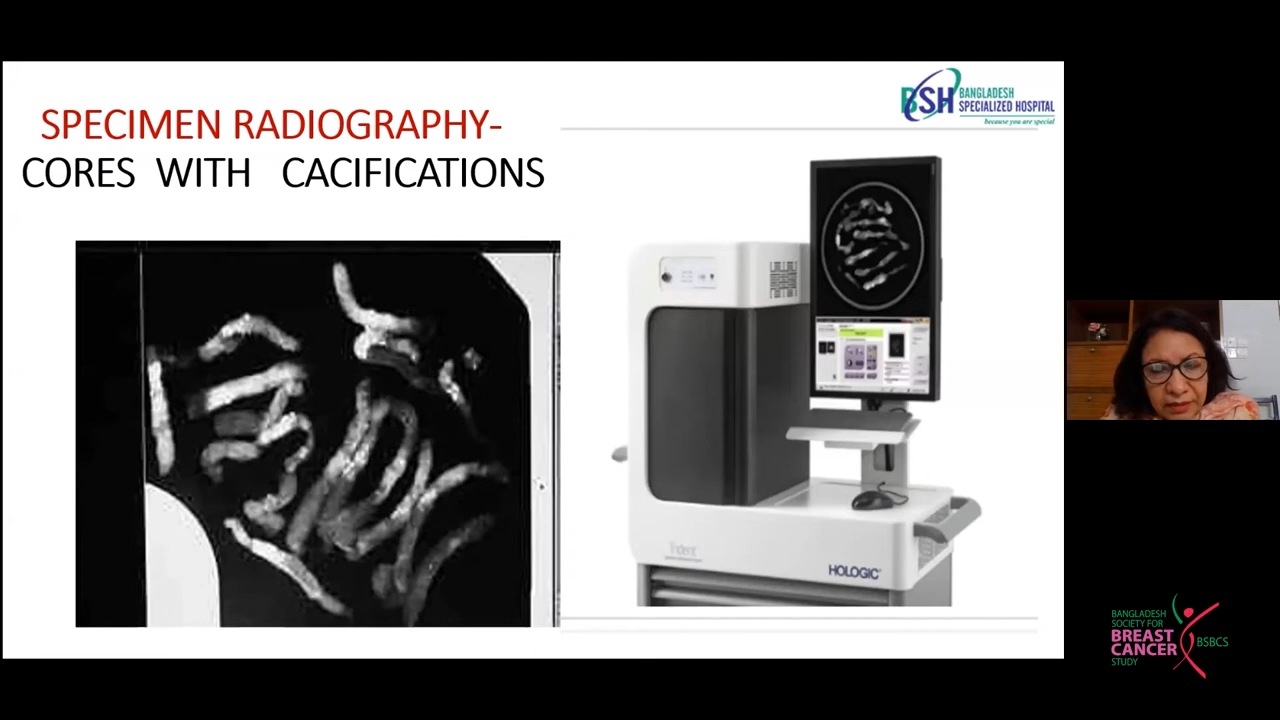 SPECIMEN RADIOGRAPHY-
CORES WITH CACIFICATIONS
BSH BANGLADESH
SPECIALIZED HOSPITAL
because you are special
Trident
HOLOGIC
BANGLADESH
SOCIETY FOR
BREAST
CANCER
STUDY
BSBCS